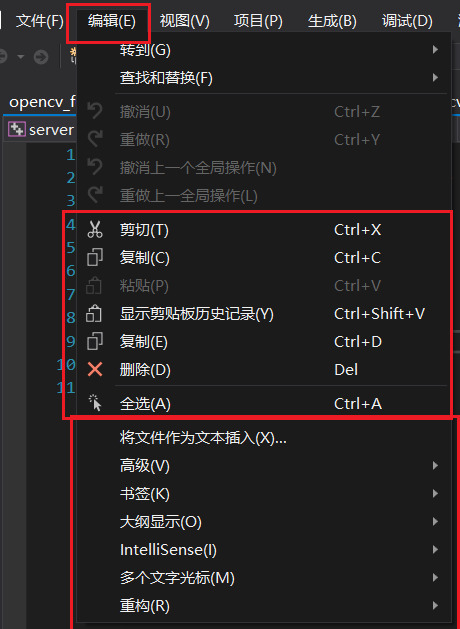 文件(F) 编辑(E) 视图(V) 项目(P) 生成(B) 调试(D)
转到(G)
查找和替换(F)
opencv_f
撤消(U) Ctrl+Z
server
重做(R) Ctrl+Y
1
撤消上一个全局操作(N)
2
重做上一全局操作(L)
3
4
剪切(T) Ctrl+X
5
复制(C) Ctrl+C
6
粘贴(P) Ctrl+V
7
显示剪贴板历史记录(Y) Ctrl+Shift+V
8
复制(E) Ctrl+D
9
删除(D) Del
10
全选(A) Ctrl+A
11
将文件作为文本插入(X)...
高级(V)
书签(K)
大纲显示(O)
IntelliSense(I)
多个文字光标(M)
重构(R)